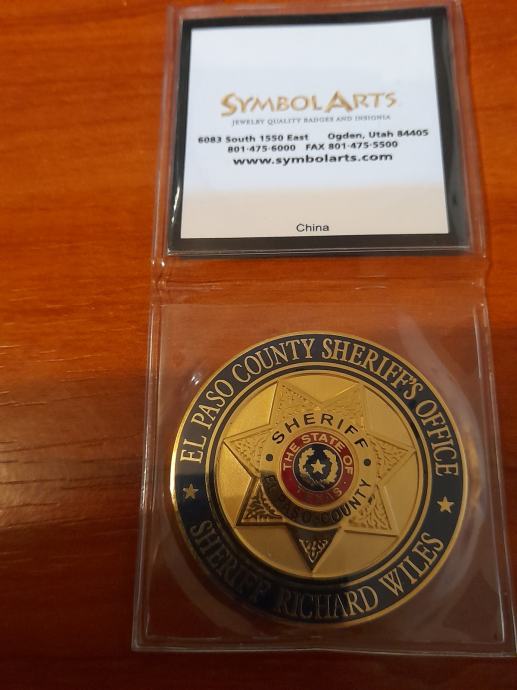 SYMBOLARTS
JEWELRY QUALITY BADGES AND INSIGNIA
6083 South 1550 East Ogden, Utah 84405
801-475-6000 FAX 801-475-5500
www.symbolarts.com
China
EL PASO COUNTY SHERIFF'S OFFICE
SHERIFF
THE STATE OF
TEXAS
EL PASO COUNTY
SHERIFF RICHARD WILES